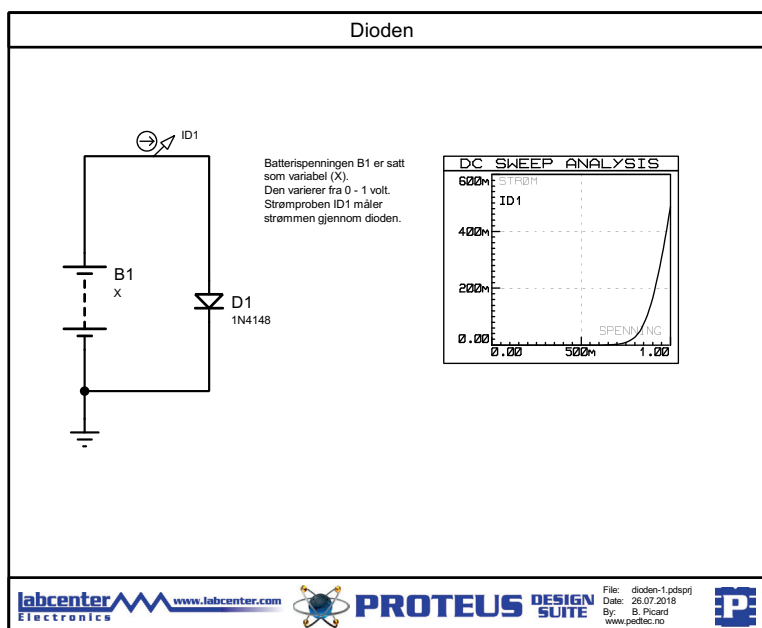 Dioden
ID1
Batterispenningen B1 er satt
som variabel (X).
Den varierer fra 0 - 1 volt.
Strømproben ID1 måler
strømmen gjennom dioden.
B1
X
D1
1N4148
DC SWEEP ANALYSIS
600m
STRØM
ID1
400m
200m
SPENNING
0.00
0.00
500m
1.00
labcenter
Electronics
www.labcenter.com
PROTEUS
DESIGN
SUITE
File: dioden-1.pdsprj
Date: 26.07.2018
By: B. Picard
www.pedtec.no
P